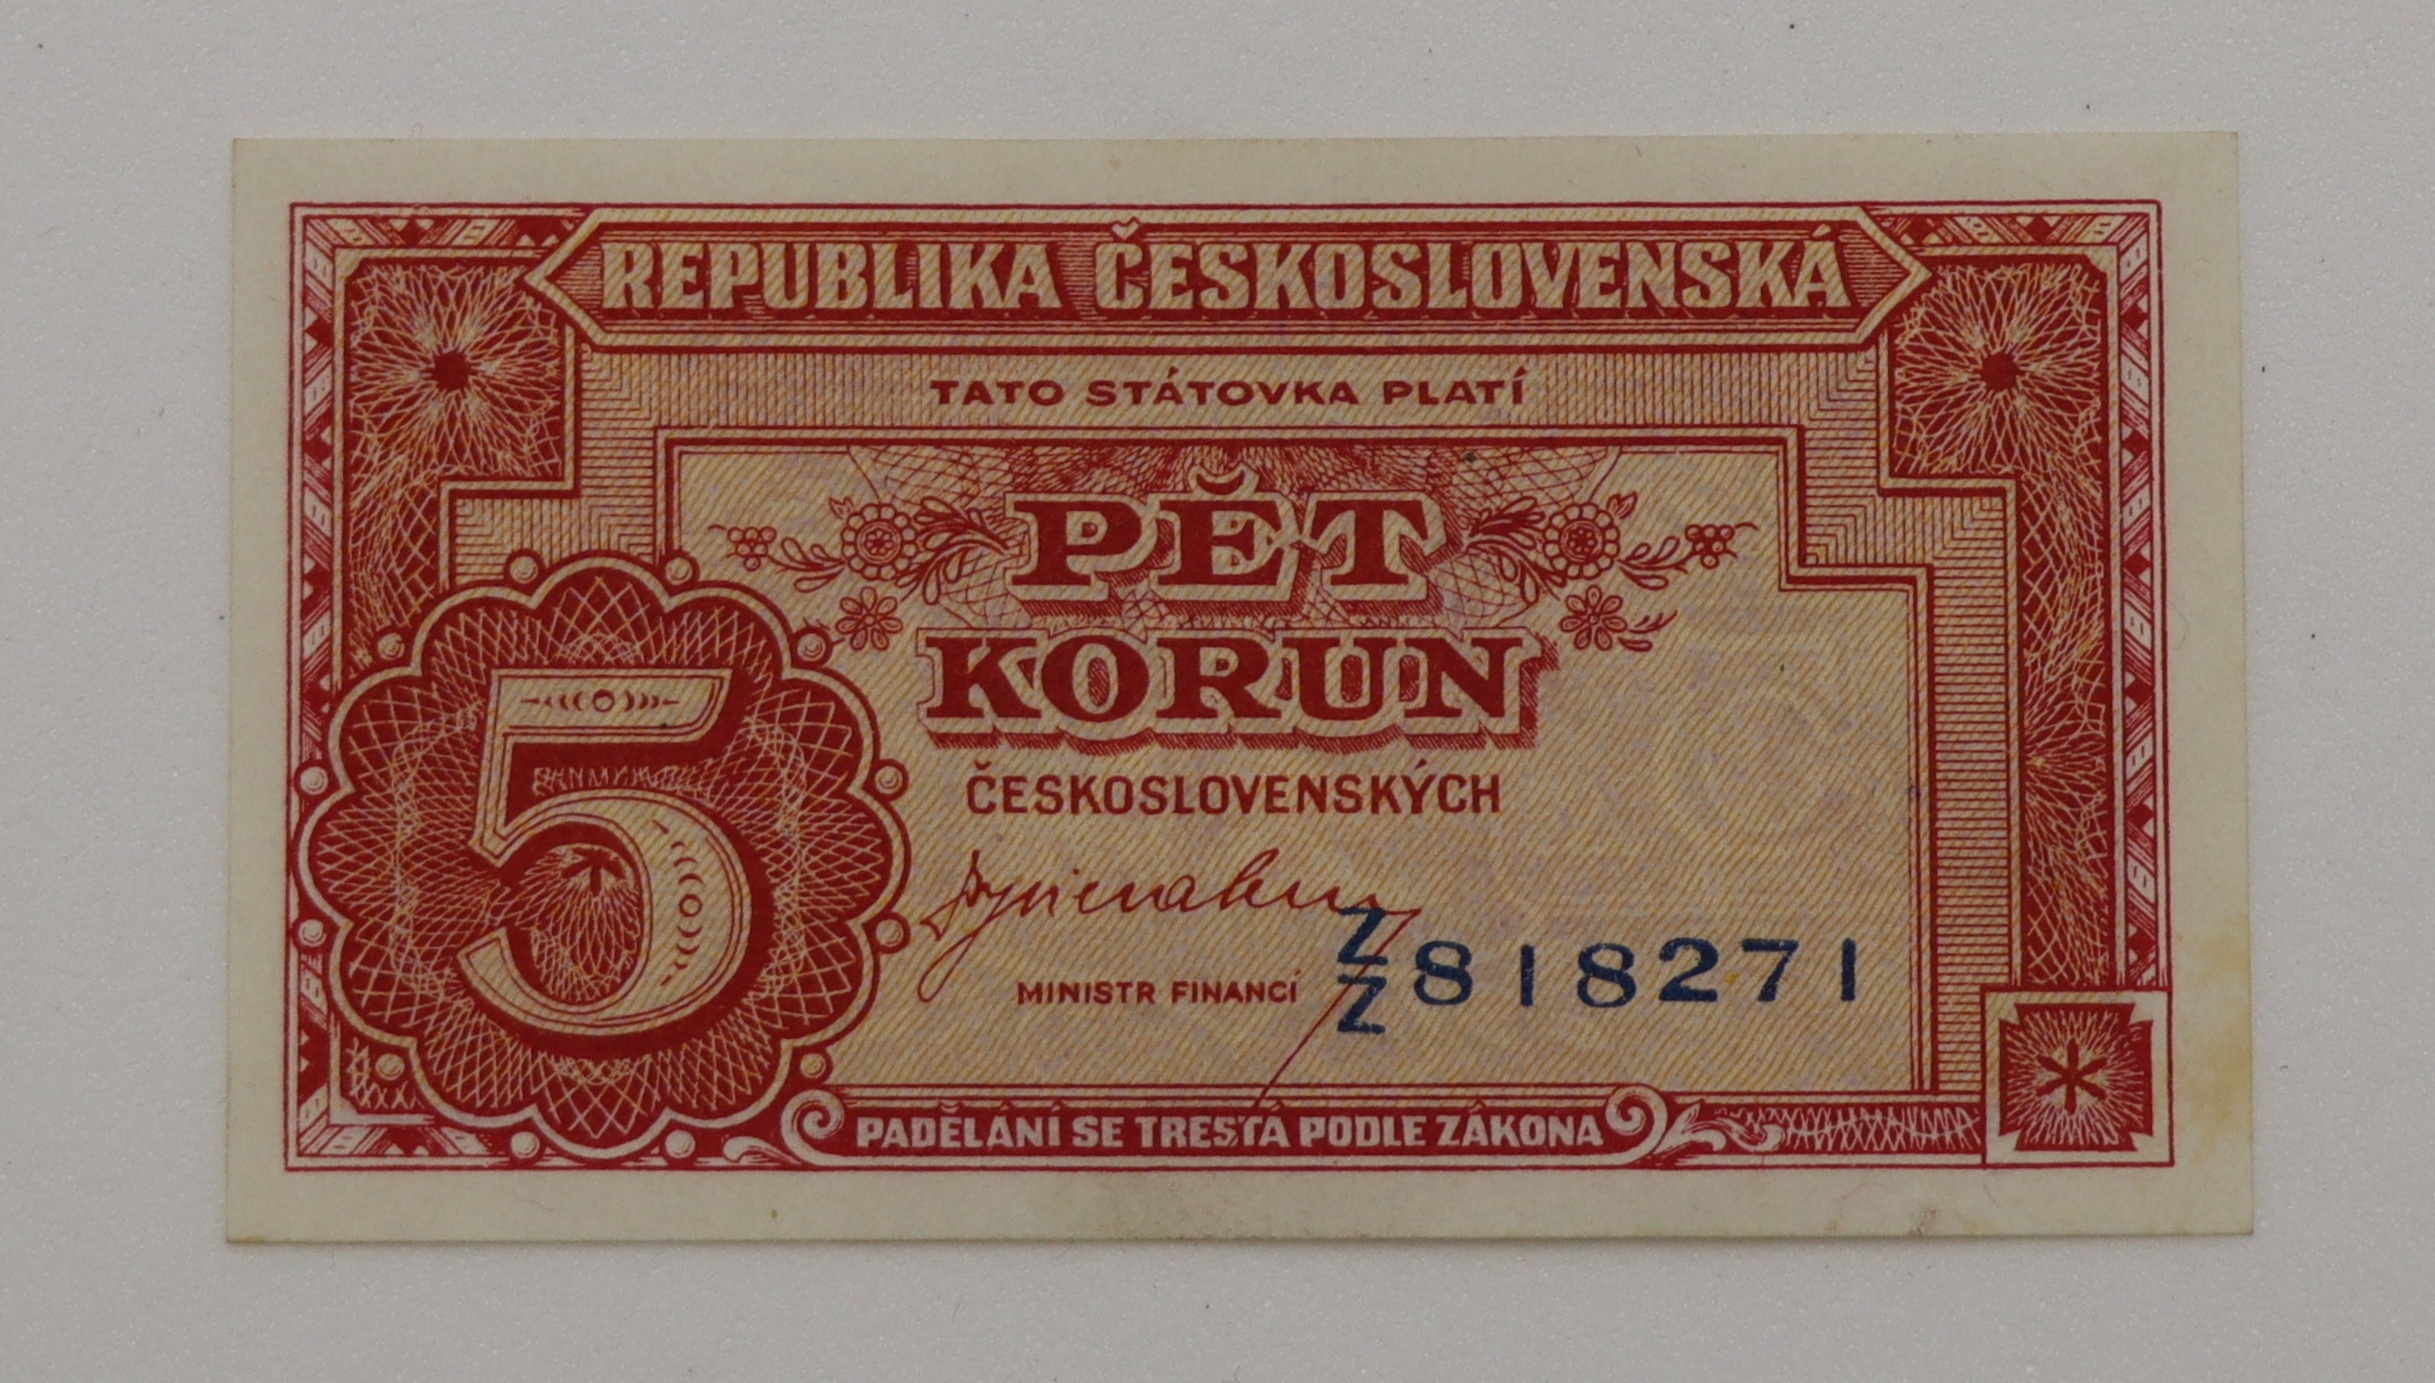 REPUBLIKA ČESKOSLOVENSKÁ
TATO STÁTOVKA PLATÍ
PĚT
KORUN
ČESKOSLOVENSKÝCH
5
MINISTR FINANCÍ
Z/Z 818271
PADĚLÁNÍ SE TRESTÁ PODLE ZÁKONA